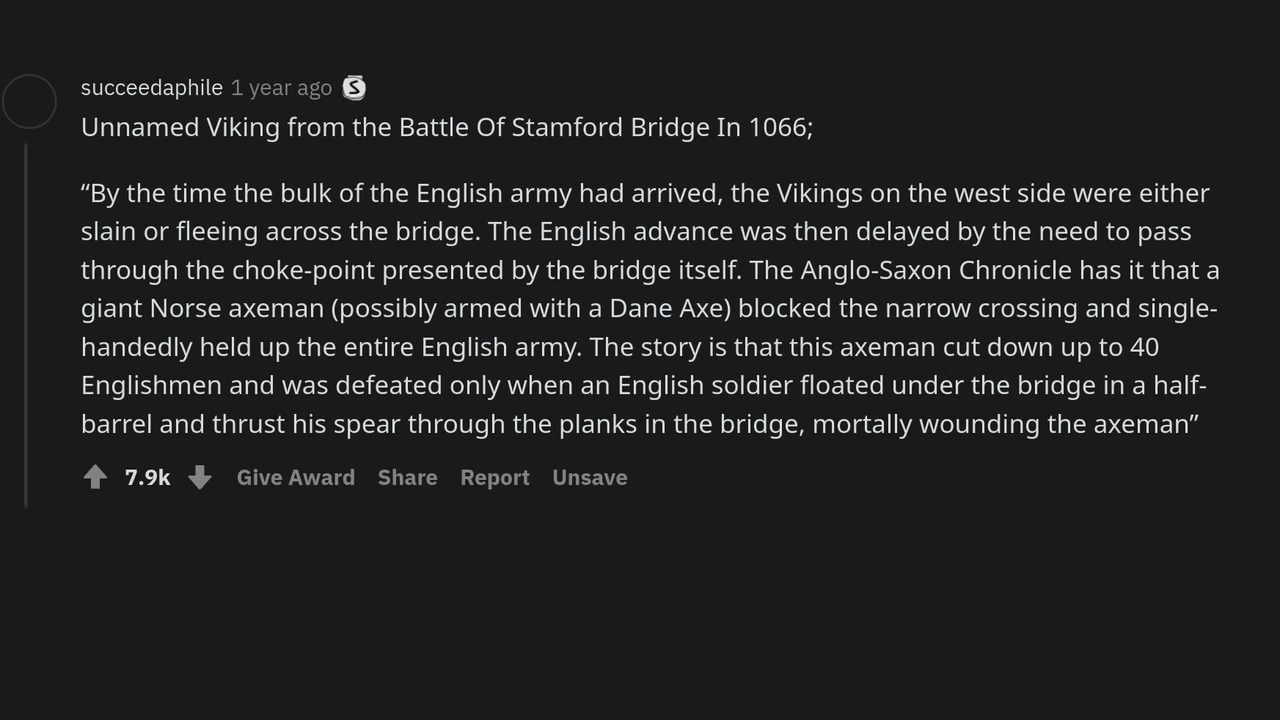 succeedaphile 1 year ago S
Unnamed Viking from the Battle Of Stamford Bridge In 1066;
“By the time the bulk of the English army had arrived, the Vikings on the west side were either
slain or fleeing across the bridge. The English advance was then delayed by the need to pass
through the choke-point presented by the bridge itself. The Anglo-Saxon Chronicle has it that a
giant Norse axeman (possibly armed with a Dane Axe) blocked the narrow crossing and single-
handedly held up the entire English army. The story is that this axeman cut down up to 40
Englishmen and was defeated only when an English soldier floated under the bridge in a half-
barrel and thrust his spear through the planks in the bridge, mortally wounding the axeman”
7.9k Give Award Share Report Unsave